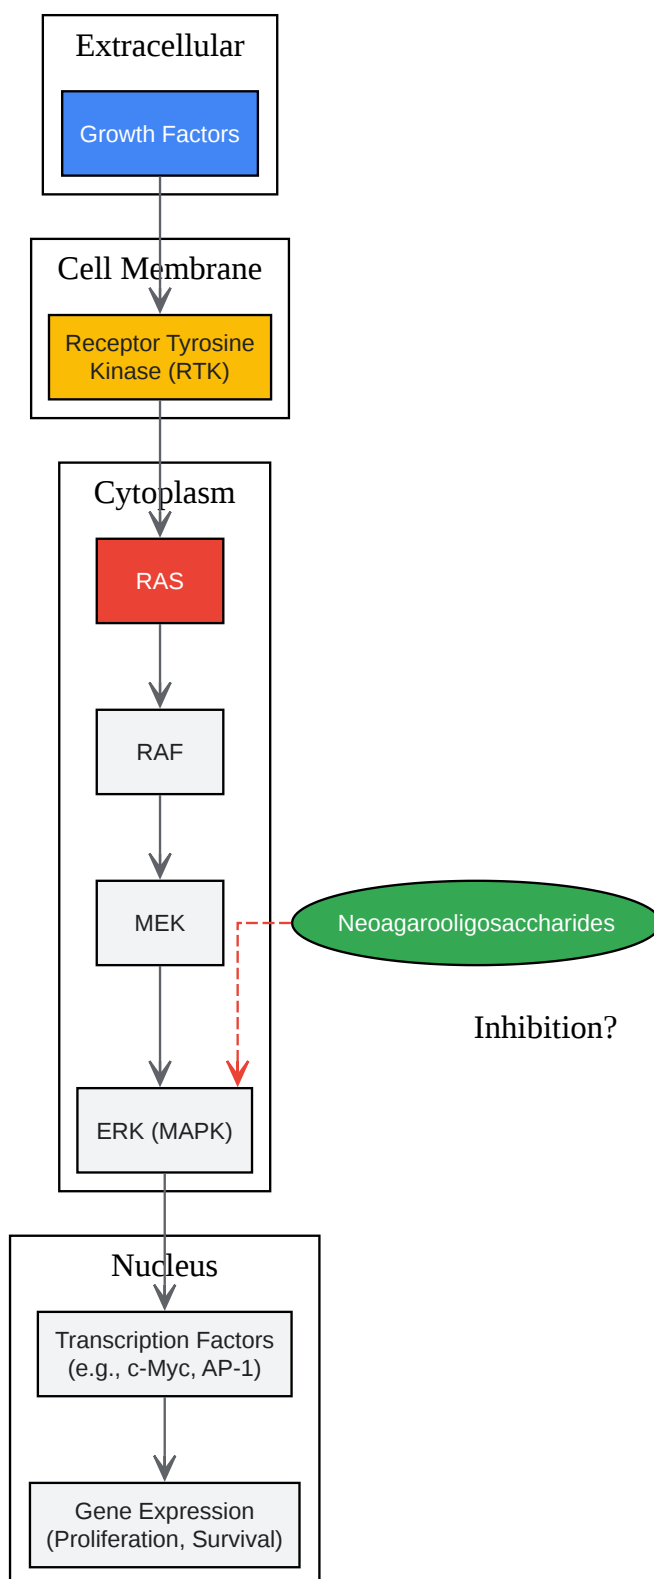 Extracellular
Growth Factors
Cell Membrane
Receptor Tyrosine
Kinase (RTK)
Cytoplasm
RAS
RAF
MEK
Neoagarooligosaccharides
Inhibition?
ERK (MAPK)
Nucleus
Transcription Factors
(e.g., c-Myc, AP-1)
Gene Expression
(Proliferation, Survival)